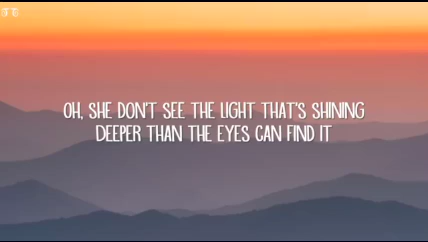 OH, SHE DON'T SEE THE LIGHT THAT'S SHINING
DEEPER THAN THE EYES CAN FIND IT